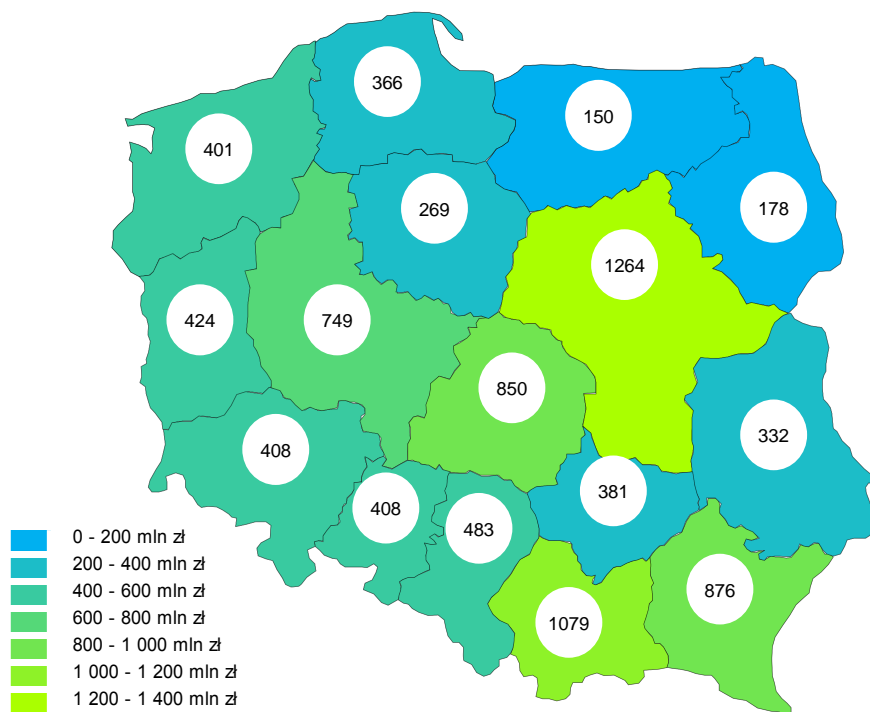 366
150
401
269
178
1264
424
749
850
408
332
381
408
483
876
1079
0 - 200 mln zł
200 - 400 mln zł
400 - 600 mln zł
600 - 800 mln zł
800 - 1 000 mln zł
1 000 - 1 200 mln zł
1 200 - 1 400 mln zł